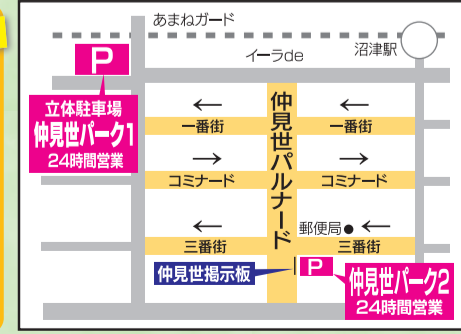 あまねガード
イーラde
沼津駅
P
立体駐車場
仲見世パーク1
24時間営業
仲見世パルナード
←
←
一番街
一番街
→
→
コミナード
コミナード
郵便局●
←
←
三番街
三番街
仲見世掲示板
P
仲見世パーク2
24時間営業